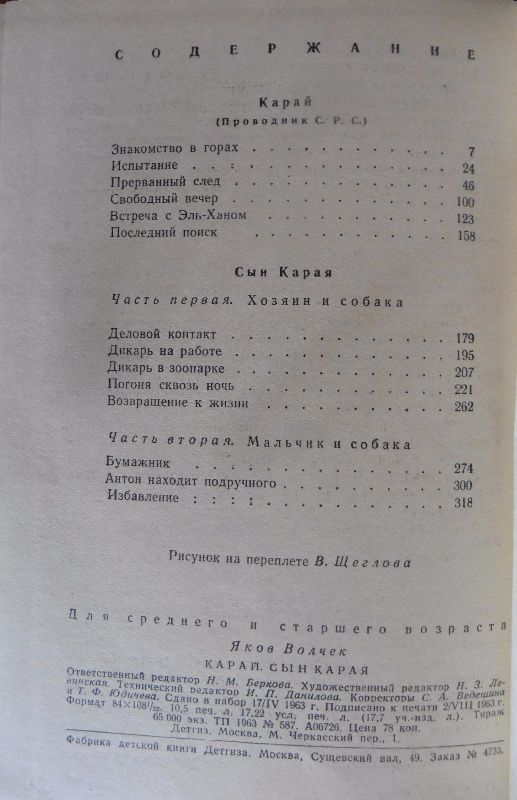 СОДЕРЖАНИЕ
Карай
(Проводник С. Р. С.)
Знакомство в горах . . . . . . . . . . . 7
Испытание . . : . . . . . . . . . . . 24
Прерванный след . . . . . . . . . . . . 46
Свободный вечер . . . . . . . . . . . . 100
Встреча с Эль-Ханом . . . . . . . . . . . 123
Последний поиск . . . . . . . . . . . 158
Сын Карая
Часть первая. Хозяин и собака
Деловой контакт . . . . . . . . . . . . 179
Дикарь на работе . . . . . . . . . . . . 195
Дикарь в зоопарке . . . . . . . . . . . . 207
Погоня сквозь ночь . . . . . . . . . . . 221
Возвращение к жизни . . . . . . . . . . . 262
Часть вторая. Мальчик и собака
Бумажник . . . . . . . . . . . . . 274
Антон находит подручного . . . . . . . . . 300
Избавление : : : : . . . . . . . . . . 318
Рисунок на переплете В. Щеглова
Для среднего и старшего возраста
Яков Волчек
КАРАЙ. СЫН КАРАЯ
Ответственный редактор Н. М. Беркова. Художественный редактор Н. З. Ле-
винская. Технический редактор И. П. Данилова. Корректоры С. А. Ведешина
и Т. Ф. Юдичева. Сдано в набор 17/IV 1963 г. Подписано к печати 2/VIII 1963 г.
Формат 84×108 1/32. 10,5 печ. л. 17,22 усл. печ. л. (17,7 уч.-изд. л.). Тираж
65 000 экз. ТП 1963 № 587. А06726. Цена 78 коп.
Детгиз. Москва, М. Черкасский пер., 1.
Фабрика детской книги Детгиза. Москва, Сущевский вал, 49. Заказ № 4733.